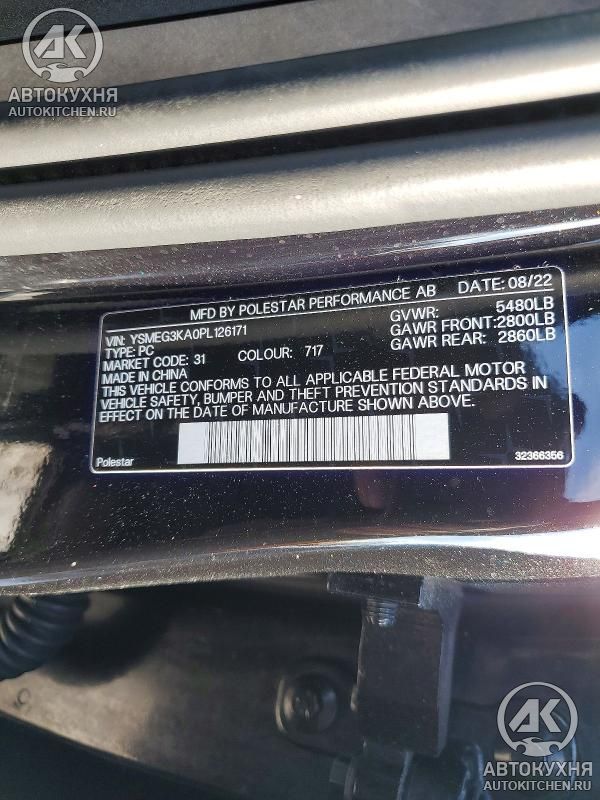 АК
АВТОКУХНЯ
AUTOKITCHEN.RU
MFD BY POLESTAR PERFORMANCE AB DATE: 08/22
VIN: YSMEG3KA0PL126171 GVWR: 5480LB
TYPE: PC GAWR FRONT:2800LB
MARKET CODE: 31 COLOUR: 717 GAWR REAR: 2860LB
MADE IN CHINA
THIS VEHICLE CONFORMS TO ALL APPLICABLE FEDERAL MOTOR
VEHICLE SAFETY, BUMPER AND THEFT PREVENTION STANDARDS IN
EFFECT ON THE DATE OF MANUFACTURE SHOWN ABOVE.
Polestar 32366356
АК
АВТОКУХНЯ
AUTOKITCHEN.RU